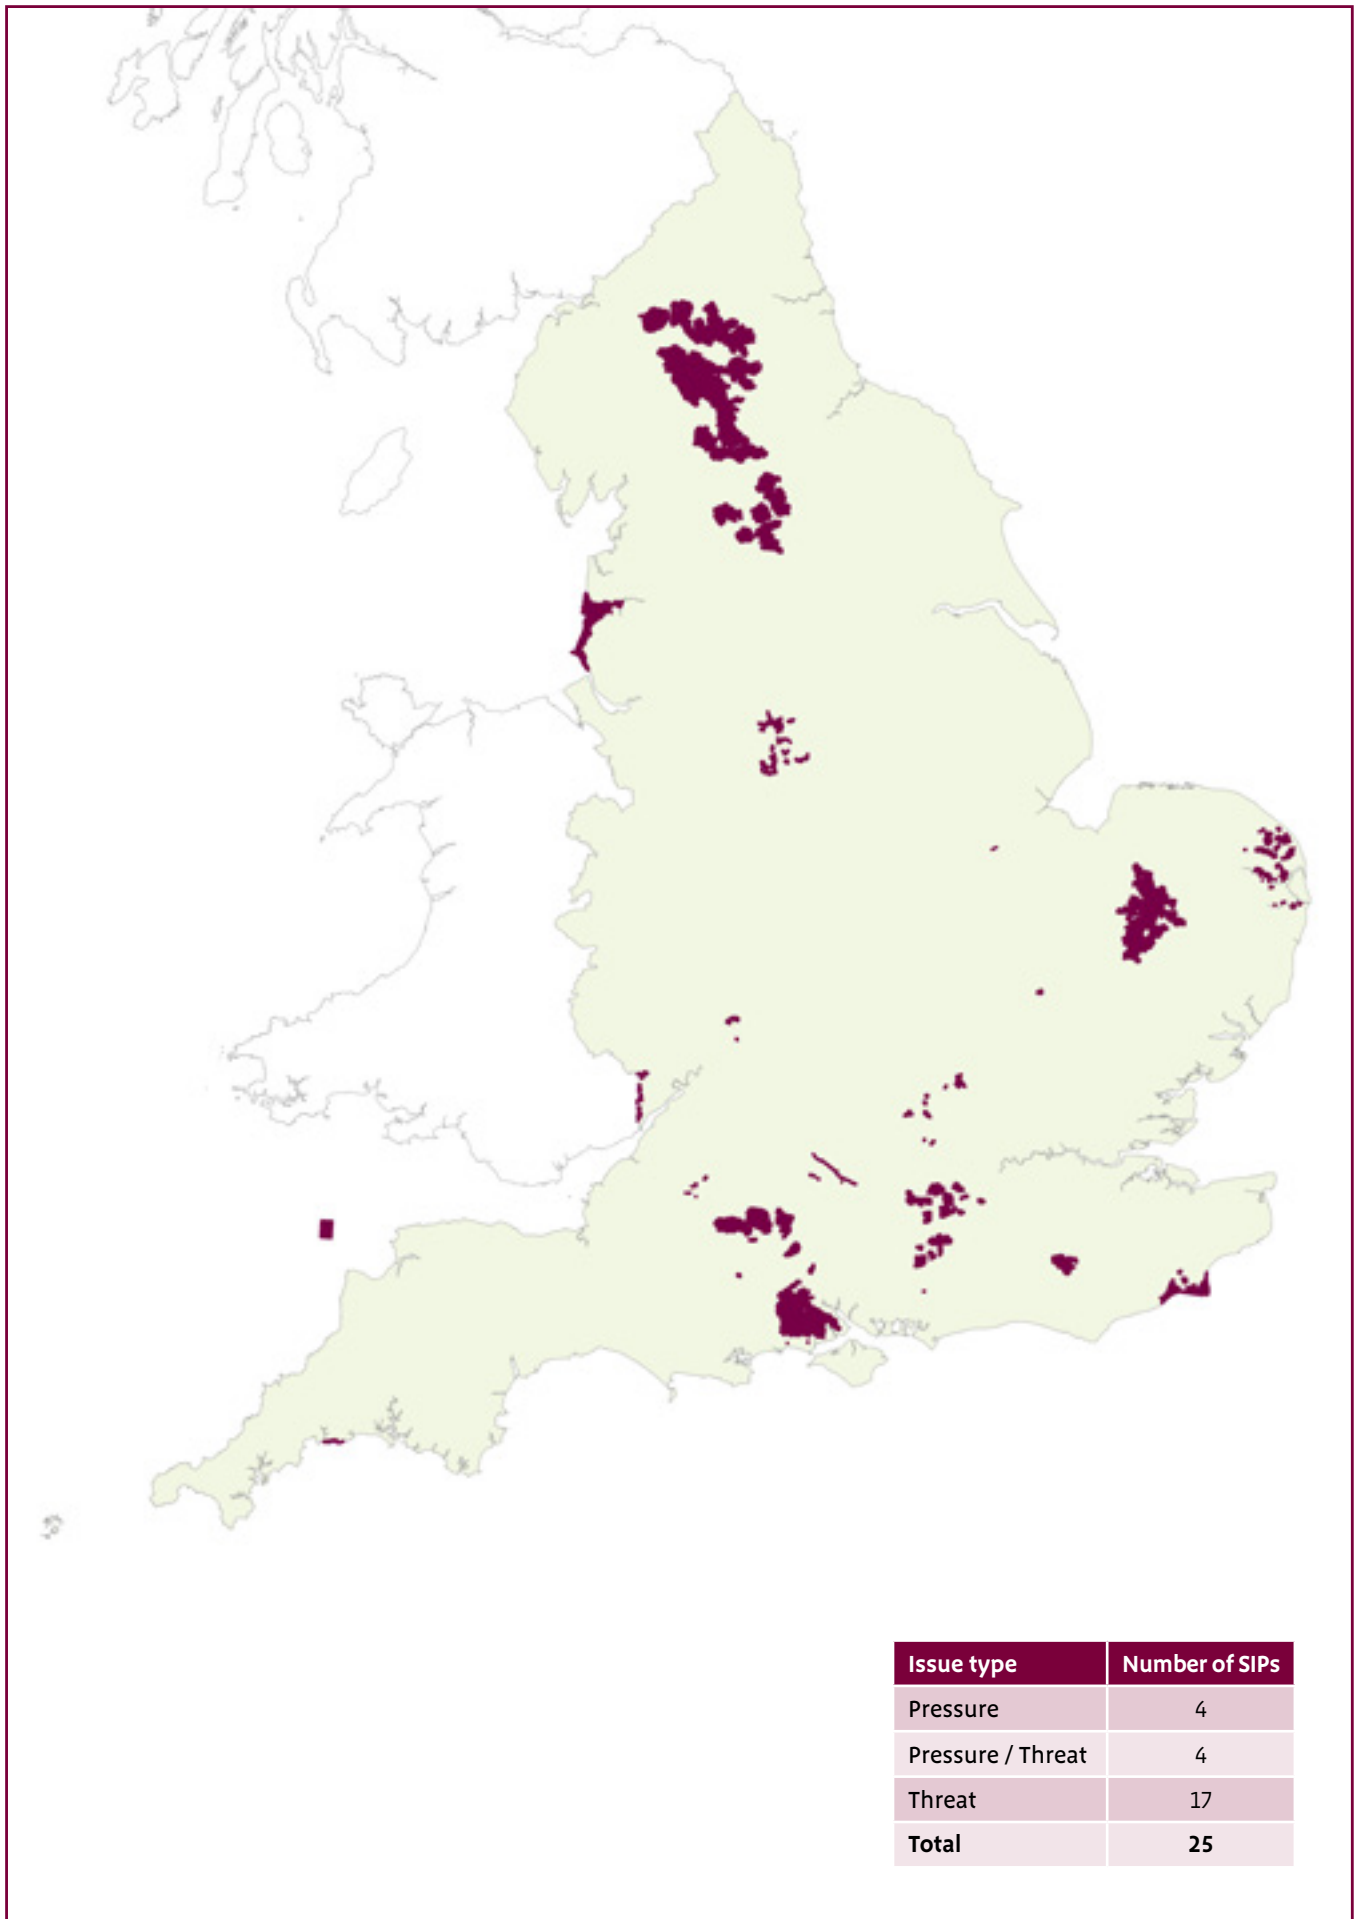 Issue type Number of SIPs
Pressure 4
Pressure / Threat 4
Threat 17
Total 25